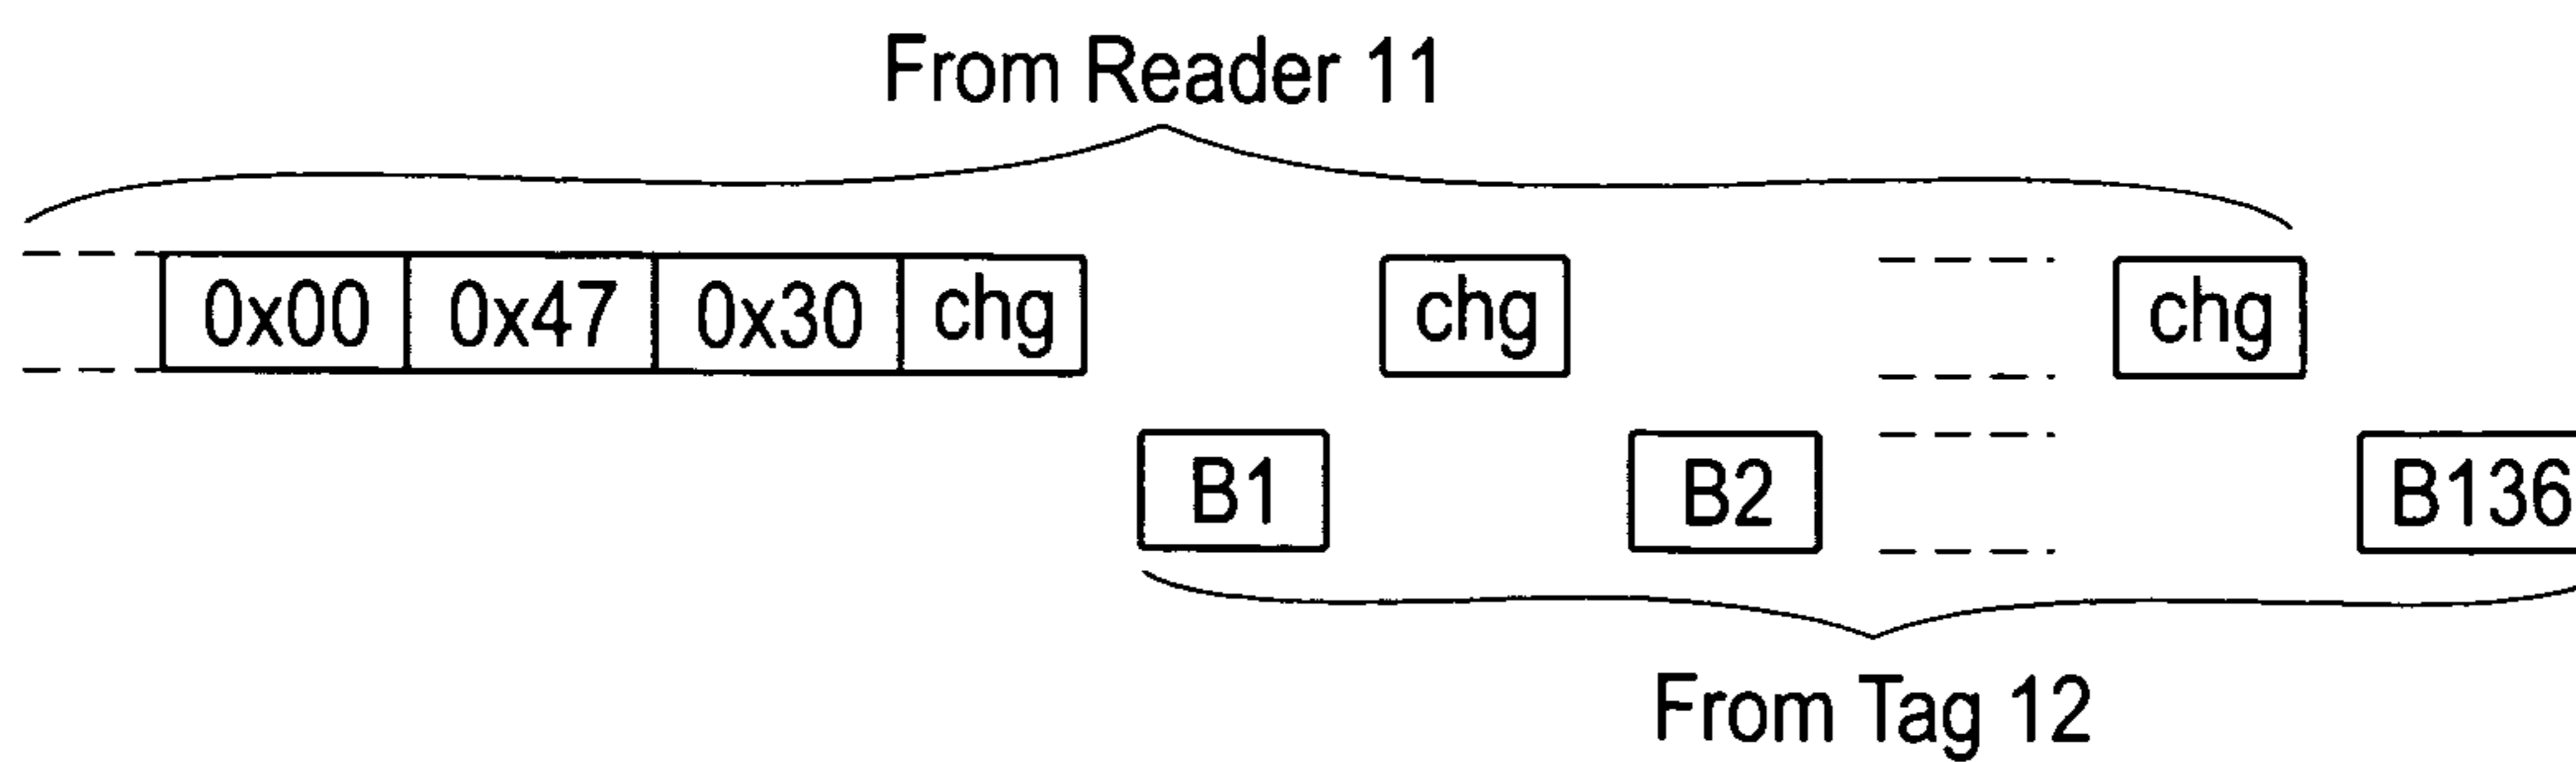 From Reader 11
0x00 0x47 0x30 chg chg chg
B1 B2 B136
From Tag 12